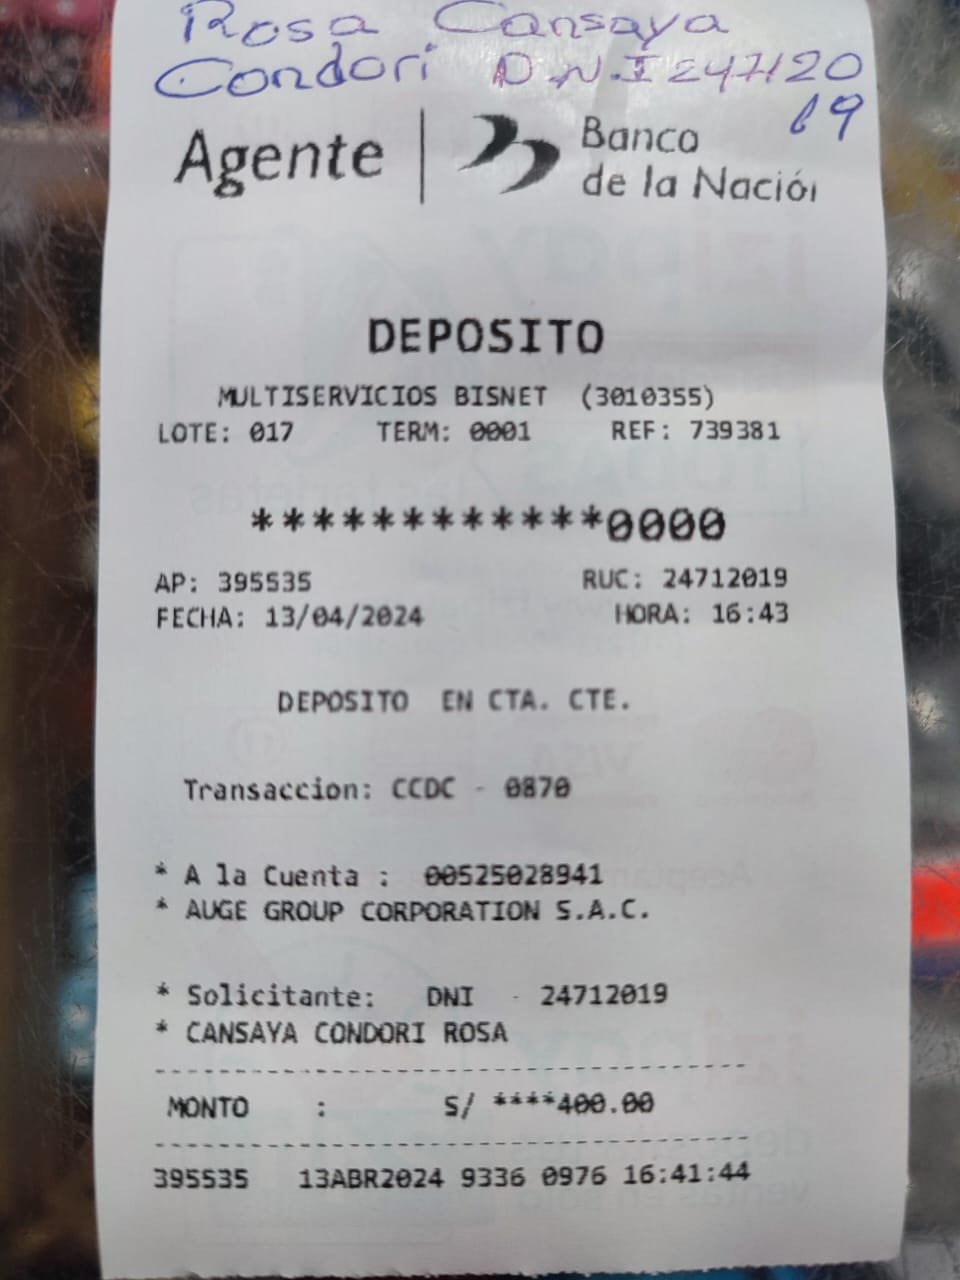 Rosa Cansaya
Condori D.N.I 247120
19
Agente | Banco
de la Nación
DEPOSITO
MULTISERVICIOS BISNET (3010355)
LOTE: 017 TERM: 0001 REF: 739381
************0000
AP: 395535 RUC: 24712019
FECHA: 13/04/2024 HORA: 16:43
DEPOSITO EN CTA. CTE.
Transaccion: CCDC - 0870
* A la Cuenta : 00525028941
* AUGE GROUP CORPORATION S.A.C.
* Solicitante: DNI - 24712019
* CANSAYA CONDORI ROSA
MONTO : S/ ****400.00
395535 13ABR2024 9336 0976 16:41:44